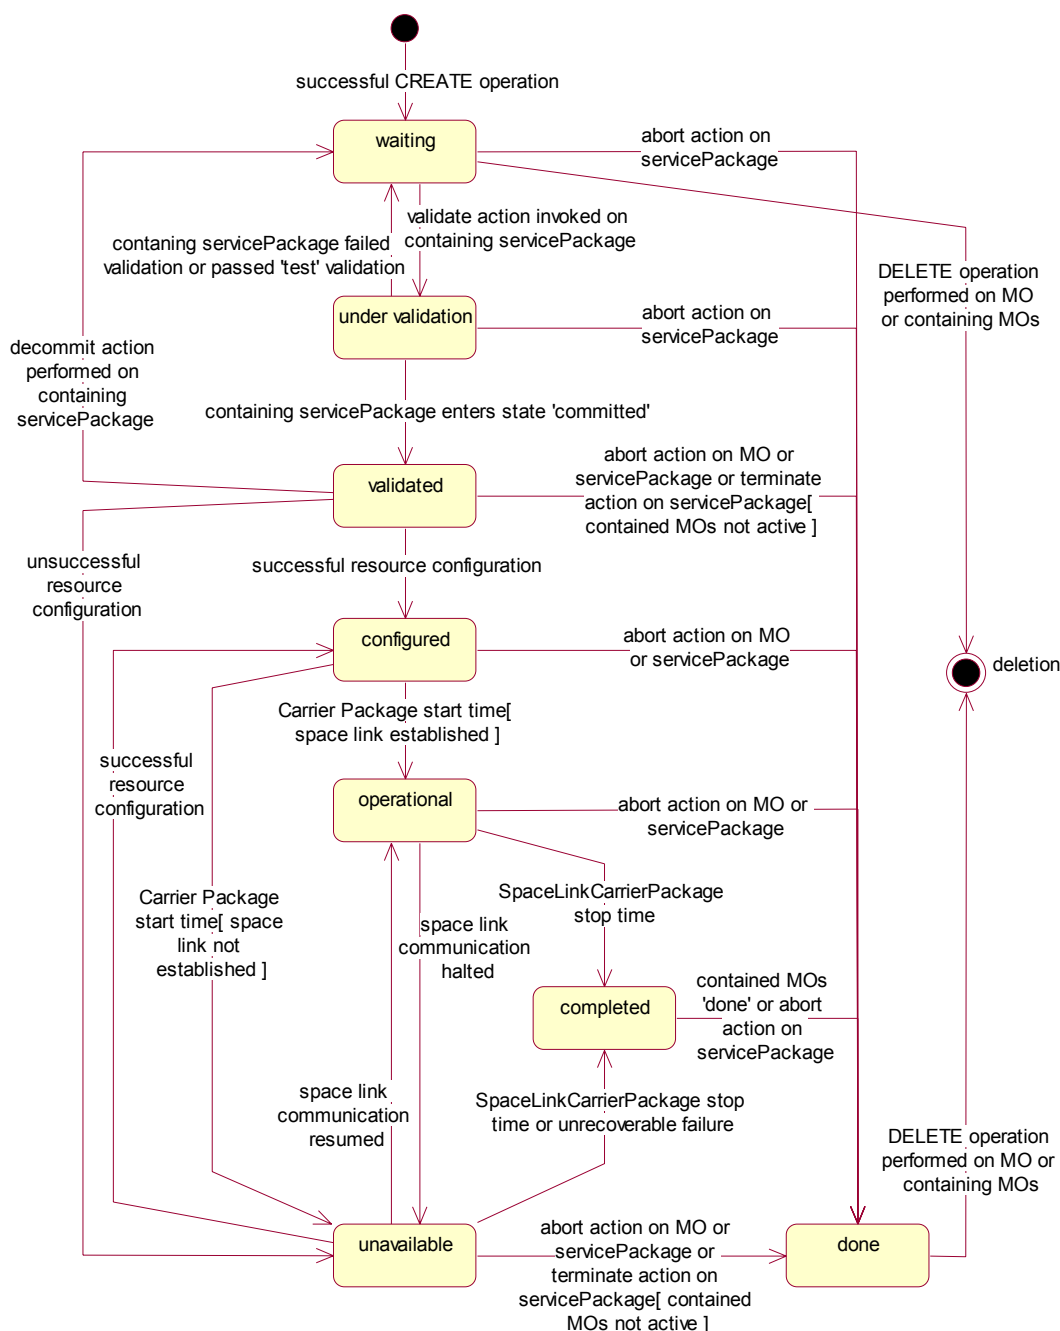 successful CREATE operation
waiting
abort action on
servicePackage
validate action invoked on
containing servicePackage
contaning servicePackage failed
validation or passed 'test' validation
DELETE operation
performed on MO
or containing MOs
under validation
abort action on
servicePackage
decommit action
performed on
containing
servicePackage
containing servicePackage enters state 'committed'
validated
abort action on MO or
servicePackage or terminate
action on servicePackage[
contained MOs not active ]
unsuccessful
resource
configuration
successful resource configuration
configured
abort action on MO
or servicePackage
deletion
Carrier Package start time[
space link established ]
successful
resource
configuration
operational
abort action on MO or
servicePackage
SpaceLinkCarrierPackage
stop time
Carrier Package
start time[ space
link not
established ]
space link
communication
halted
completed
contained MOs
'done' or abort
action on
servicePackage
space link
communication
resumed
SpaceLinkCarrierPackage stop
time or unrecoverable failure
DELETE operation
performed on MO or
containing MOs
unavailable
abort action on MO or
servicePackage or
terminate action on
servicePackage[ contained
MOs not active ]
done